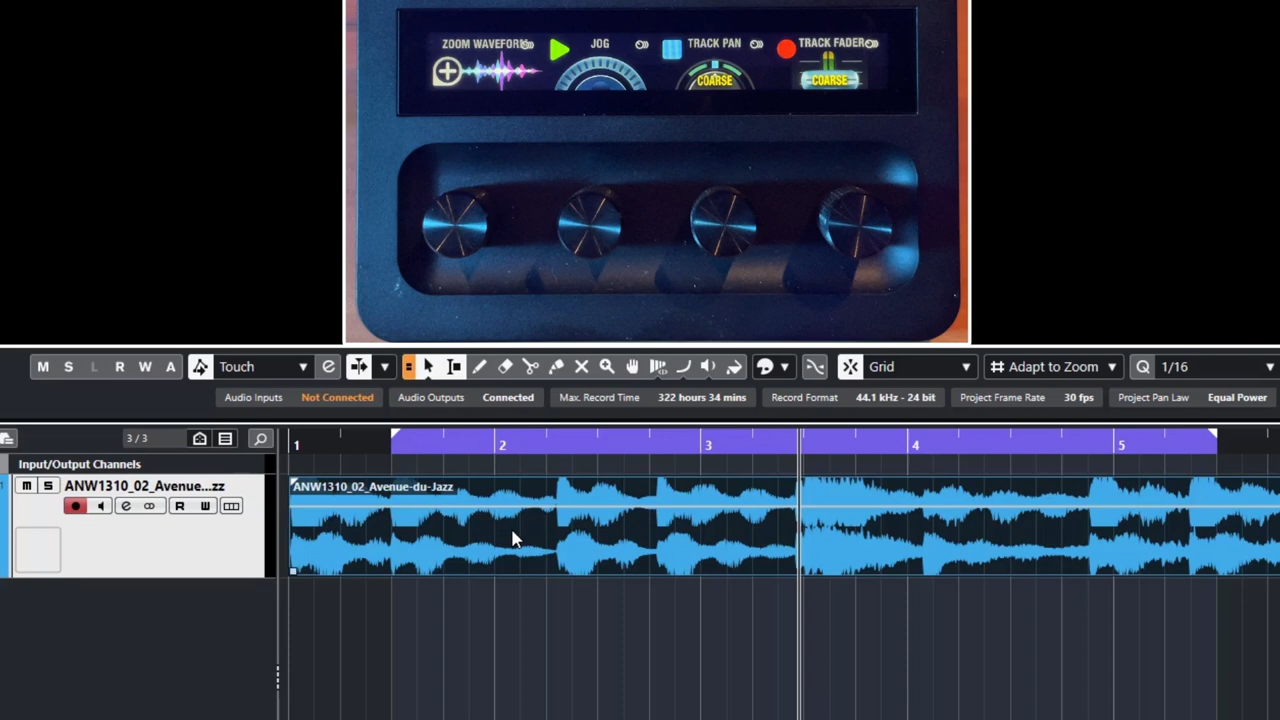 ZOOM WAVEFORM JOG TRACK PAN TRACK FADER
COARSE COARSE
M S L R W A Touch e Grid Adapt to Zoom Q 1/16
Audio Inputs Not Connected Audio Outputs Connected Max. Record Time 322 hours 34 mins Record Format 44.1 kHz - 24 bit Project Frame Rate 30 fps Project Pan Law Equal Power
3 / 3 1 2 3 4 5
Input/Output Channels
1 m s ANW1310_02_Avenue...zz ANW1310_02_Avenue-du-Jazz
e R W